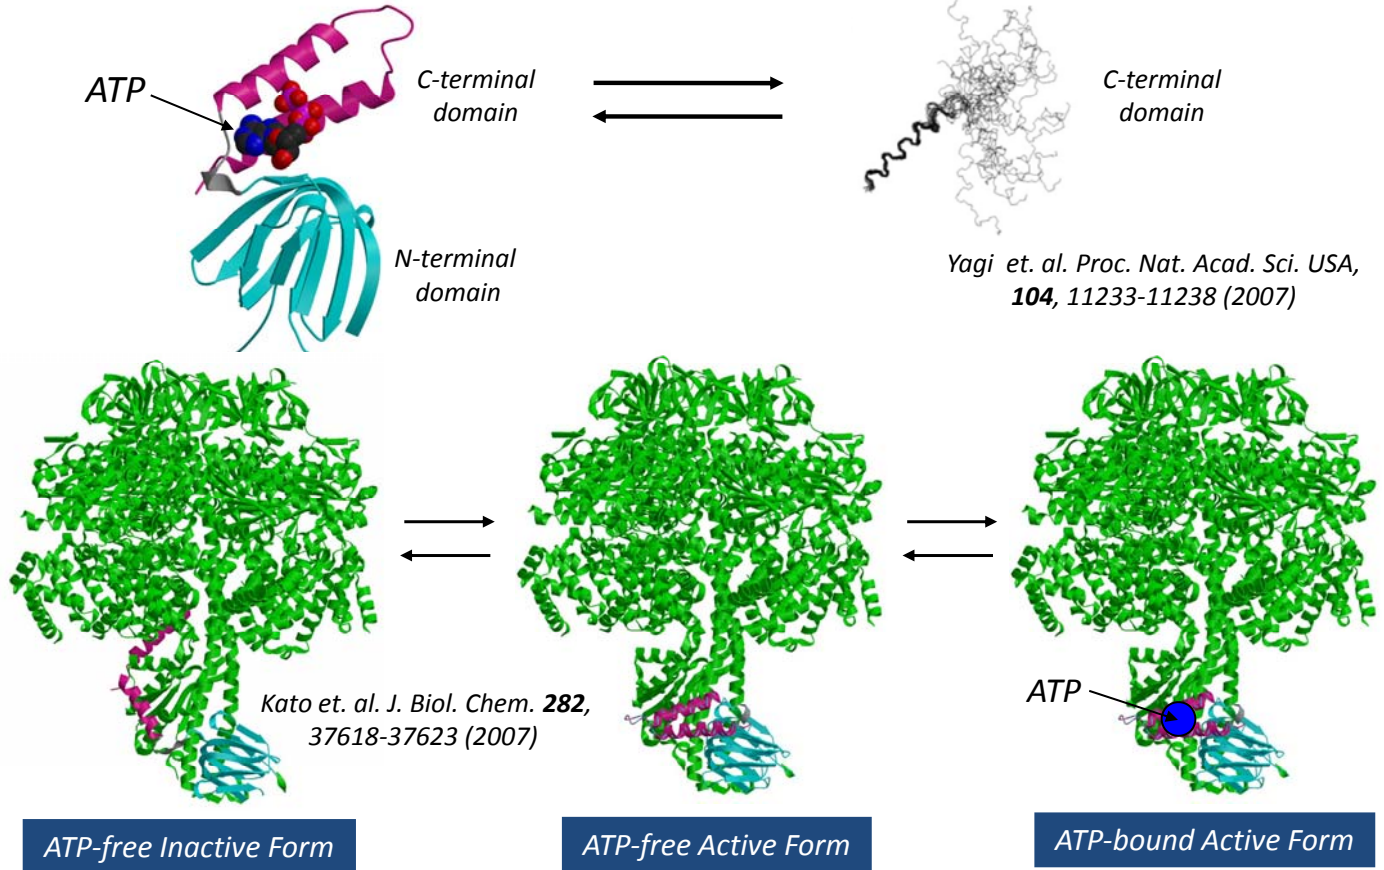 ATP
C-terminal
domain
C-terminal
domain
N-terminal
domain
Yagi et. al. Proc. Nat. Acad. Sci. USA,
104, 11233-11238 (2007)
Kato et. al. J. Biol. Chem. 282,
37618-37623 (2007)
ATP
ATP-free Inactive Form
ATP-free Active Form
ATP-bound Active Form